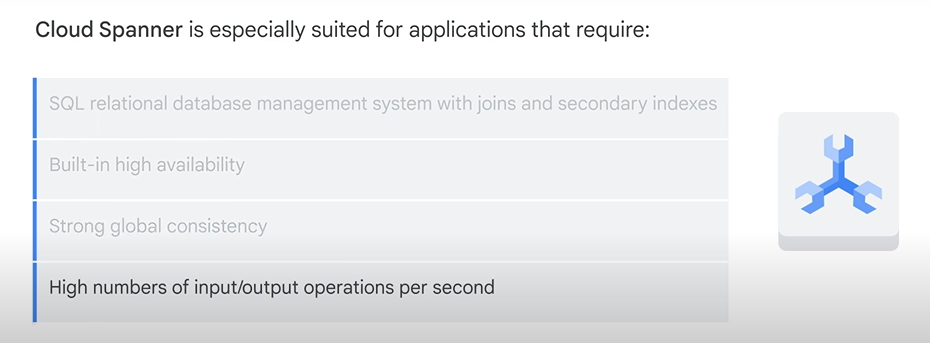 Cloud Spanner is especially suited for applications that require:
SQL relational database management system with joins and secondary indexes
Built-in high availability
Strong global consistency
High numbers of input/output operations per second